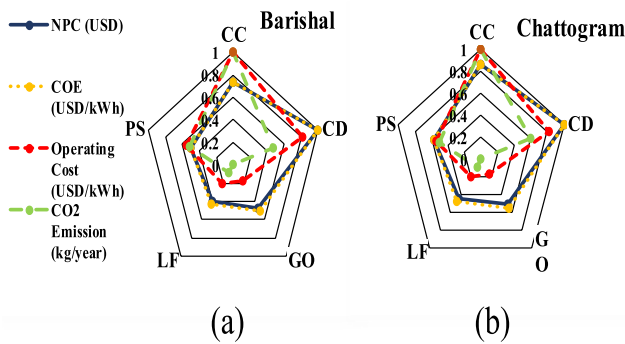 NPC (USD)
COE
(USD/kWh)
Operating
Cost
(USD/kWh)
CO2
Emission
(kg/year)
Barishal
CC
1
0.8
0.6
0.4
0.2
0
PS
CD
LF
GO
(a)
Chattogram
CC
1
0.8
0.6
0.4
0.2
0
PS
CD
LF
G
O
(b)